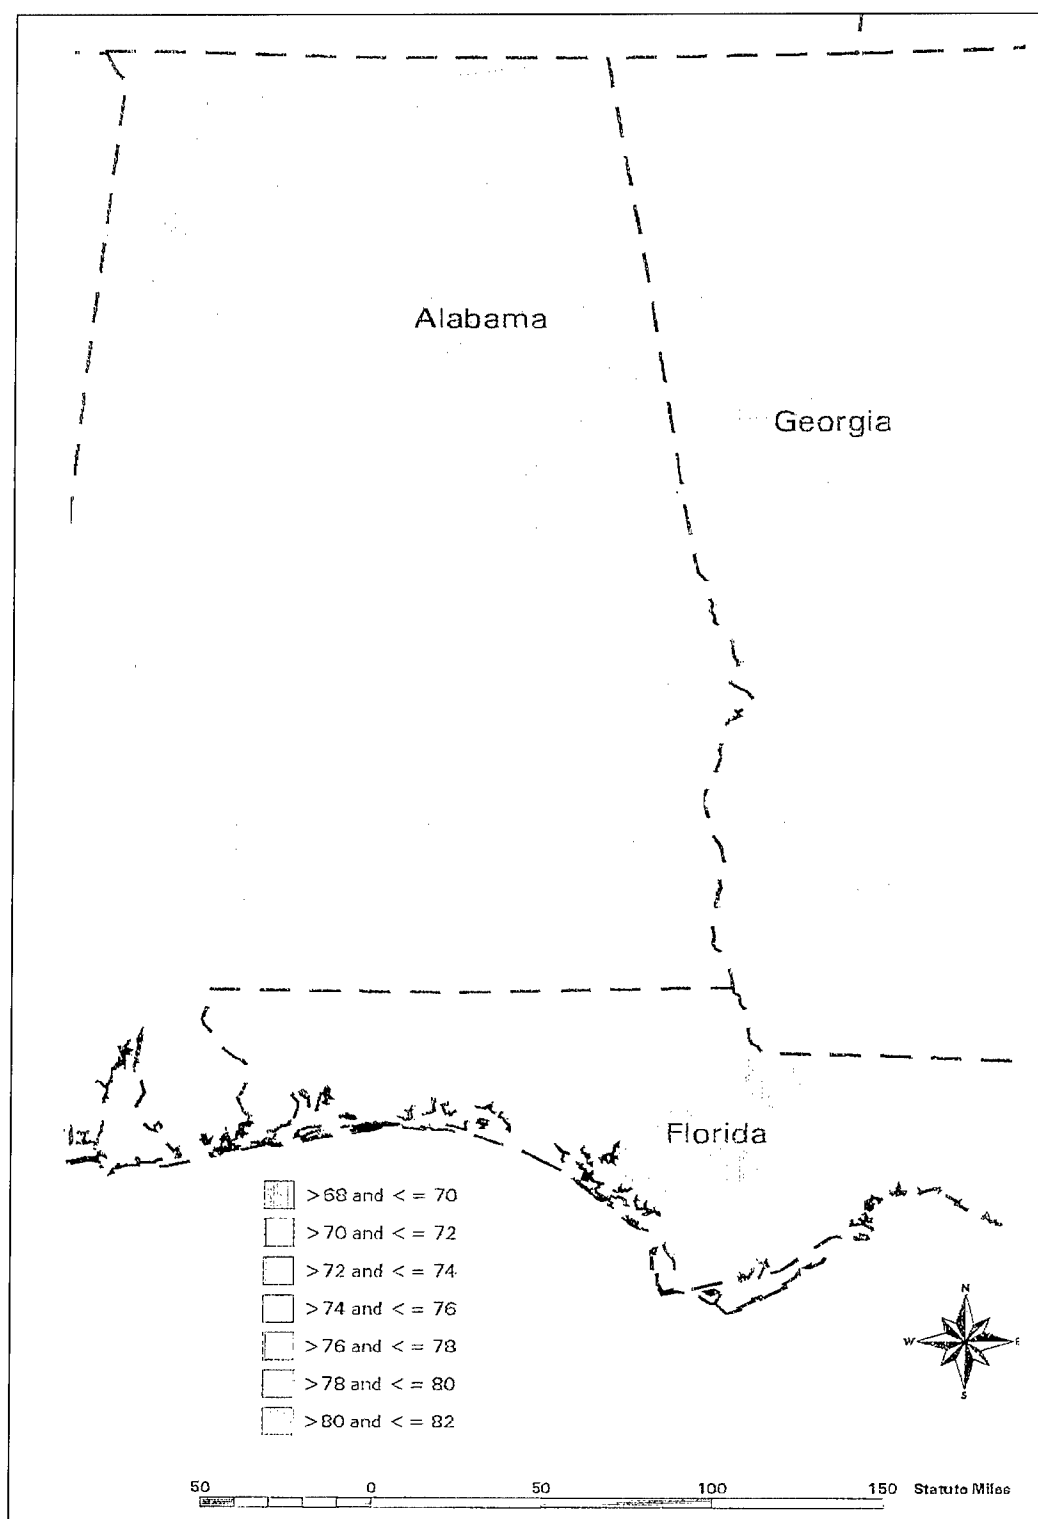 Alabama
Georgia
Florida
>68 and <= 70
>70 and <= 72
>72 and <= 74
>74 and <= 76
>76 and <= 78
>78 and <= 80
>80 and <= 82
N
W E
S
50 0 50 100 150 Statute Miles